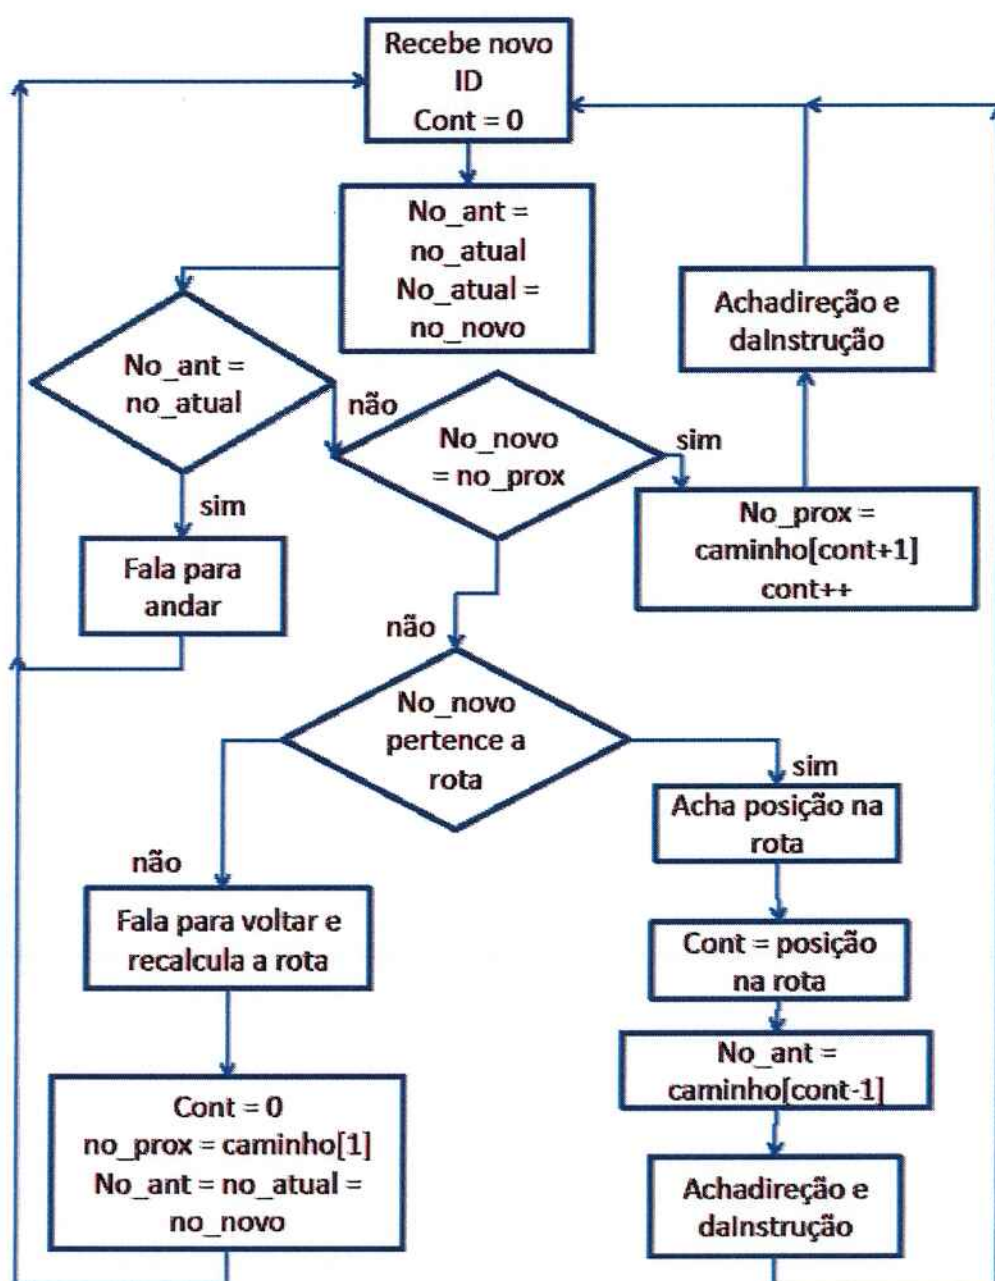 Recebe novo
ID
Cont = 0
No_ant =
no_atual
No_atual =
no_novo
Achadireção e
daInstrução
No_ant =
no_atual
não
No_novo
= no_prox
sim
sim
No_prox =
caminho[cont+1]
cont++
Fala para
andar
não
No_novo
pertence a
rota
sim
Acha posição na
rota
não
Fala para voltar e
recalcula a rota
Cont = posição
na rota
No_ant =
caminho[cont-1]
Cont = 0
no_prox = caminho[1]
No_ant = no_atual =
no_novo
Achadireção e
daInstrução